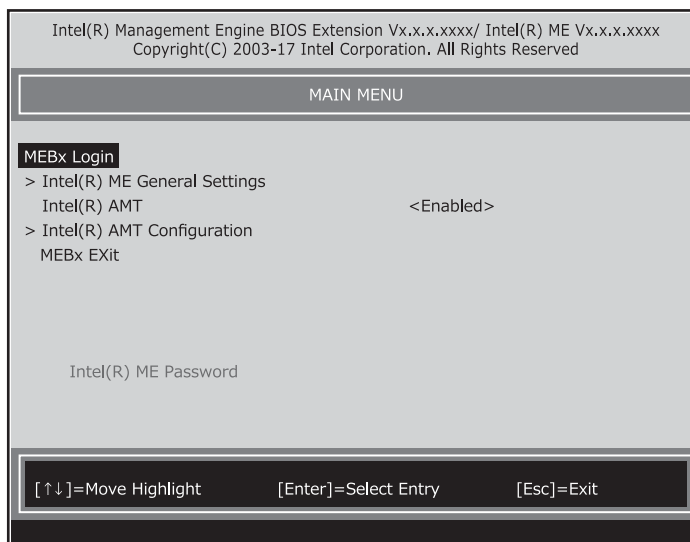 Intel(R) Management Engine BIOS Extension Vx.x.x.xxxx/ Intel(R) ME Vx.x.x.xxxx
Copyright(C) 2003-17 Intel Corporation. All Rights Reserved
MAIN MENU
MEBx Login
> Intel(R) ME General Settings
Intel(R) AMT <Enabled>
> Intel(R) AMT Configuration
MEBx EXit
Intel(R) ME Password
[↑↓]=Move Highlight [Enter]=Select Entry [Esc]=Exit